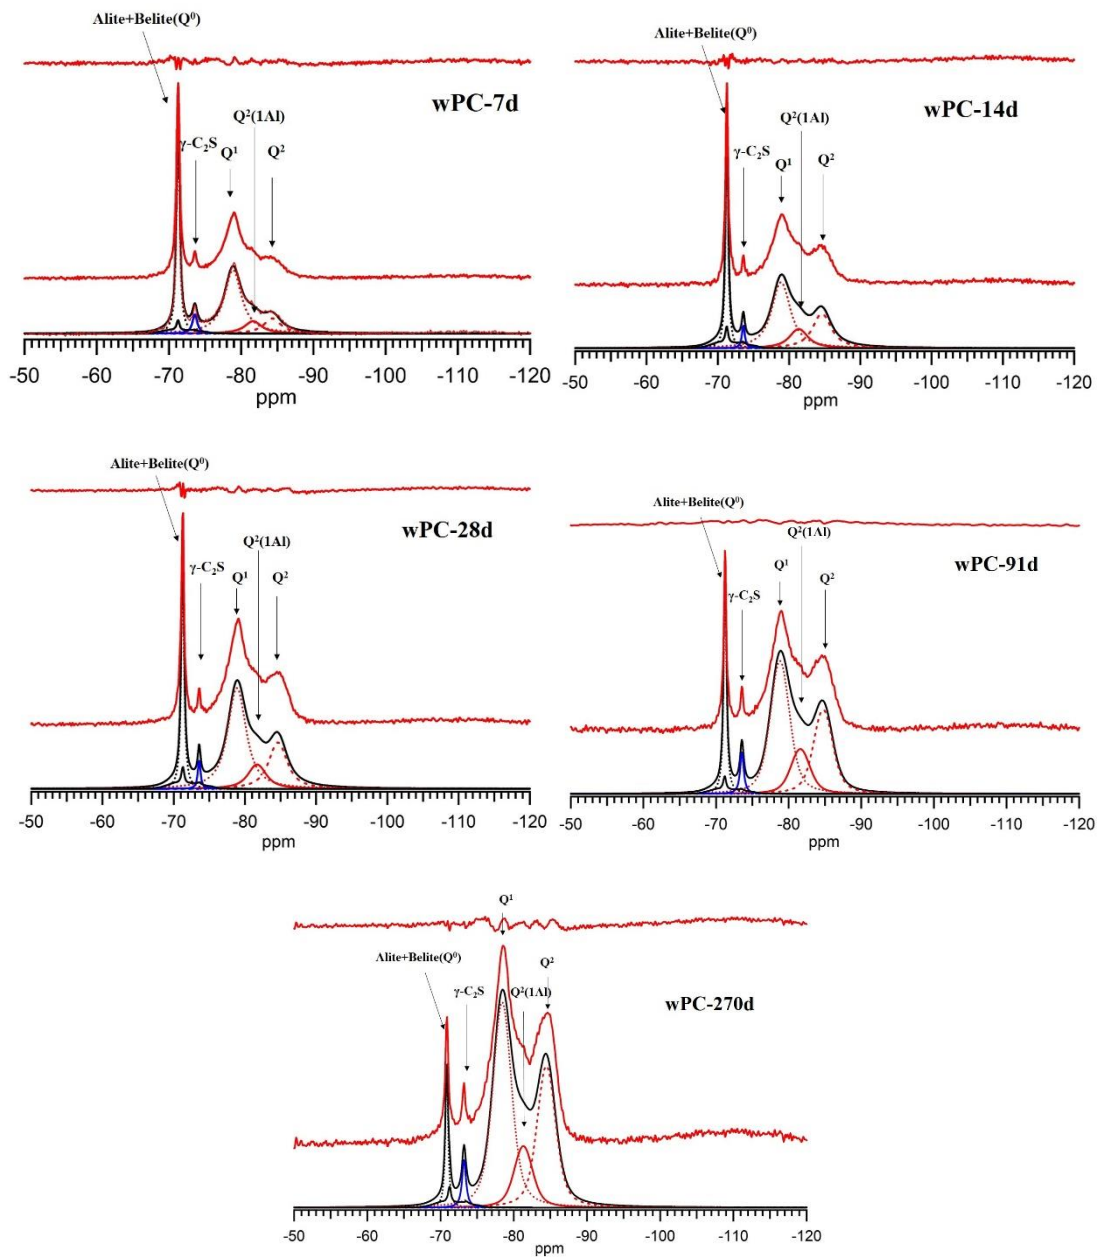 Alite+Belite(Q⁰)
wPC-7d
Q²(1Al)
γ-C₂S
Q¹
Q²
-50 -60 -70 -80 -90 -100 -110 -120
ppm
Alite+Belite(Q⁰)
wPC-14d
Q²(1Al)
γ-C₂S
Q¹
Q²
-50 -60 -70 -80 -90 -100 -110 -120
ppm
Alite+Belite(Q⁰)
wPC-28d
Q²(1Al)
γ-C₂S
Q¹
Q²
-50 -60 -70 -80 -90 -100 -110 -120
ppm
Alite+Belite(Q⁰)
Q²(1Al)
wPC-91d
γ-C₂S
Q¹
Q²
-50 -60 -70 -80 -90 -100 -110 -120
ppm
Q¹
Alite+Belite(Q⁰)
Q²
γ-C₂S
Q²(1Al)
wPC-270d
-50 -60 -70 -80 -90 -100 -110 -120
ppm